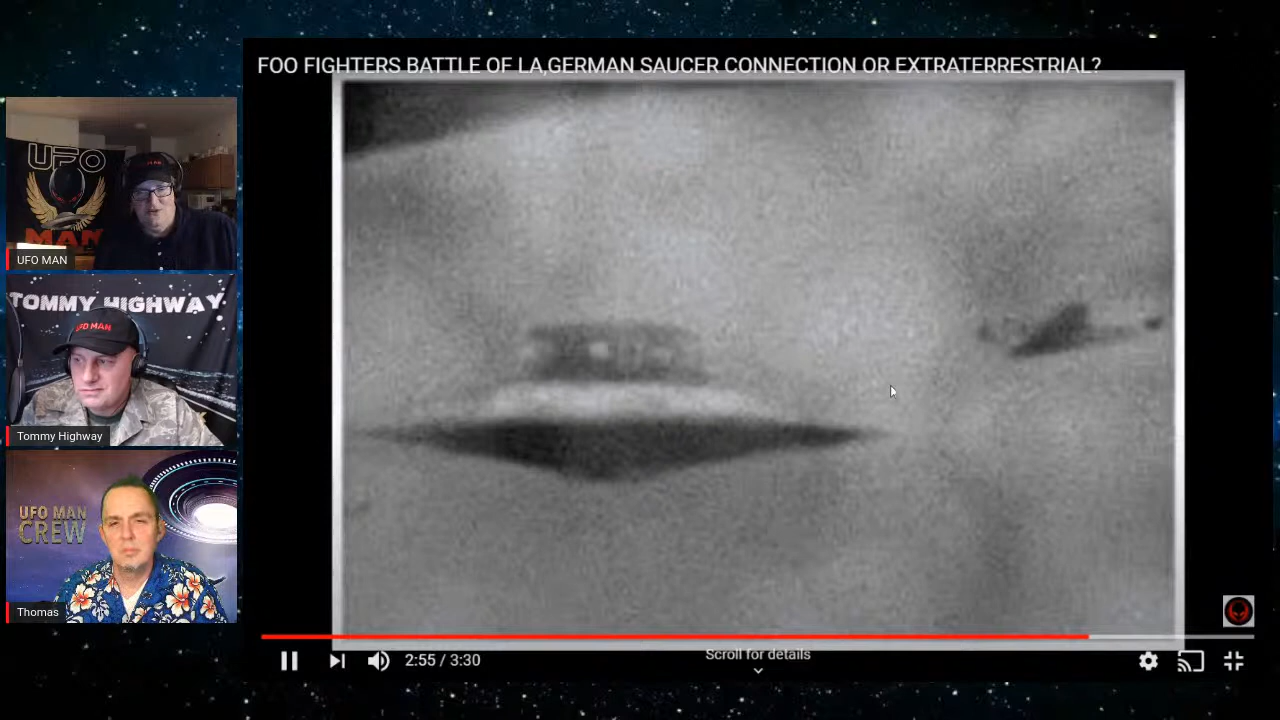 FOO FIGHTERS BATTLE OF LA,GERMAN SAUCER CONNECTION OR EXTRATERRESTRIAL?
UFO
MAN
UFO MAN
TOMMY HIGHWAY
UFO MAN
Tommy Highway
UFO MAN
CREW
Thomas
2:55 / 3:30
Scroll for details